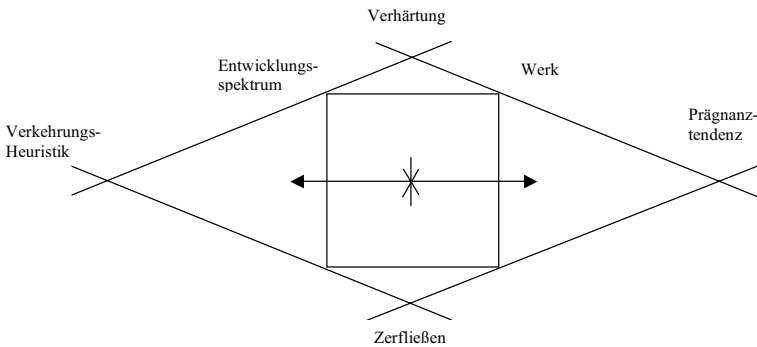 Verhärtung
Entwicklungs-
spektrum
Werk
Prägnanz-
tendenz
Verkehrungs-
Heuristik
Zerfließen